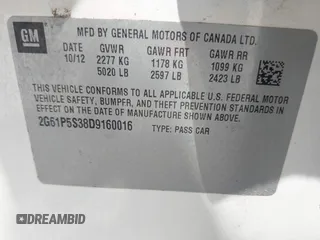 GM
MFD BY GENERAL MOTORS OF CANADA LTD.
DATE GVWR GAWR FRT GAWR RR
10/12 2277 KG 1178 KG 1099 KG
5020 LB 2597 LB 2423 LB
THIS VEHICLE CONFORMS TO ALL APPLICABLE U.S. FEDERAL MOTOR
VEHICLE SAFETY, BUMPER, AND THEFT PREVENTION STANDARDS IN
EFFECT ON THE DATE OF MANUFACTURE SHOWN ABOVE.
2G61P5S38D9160016 TYPE: PASS CAR
DREAMBID